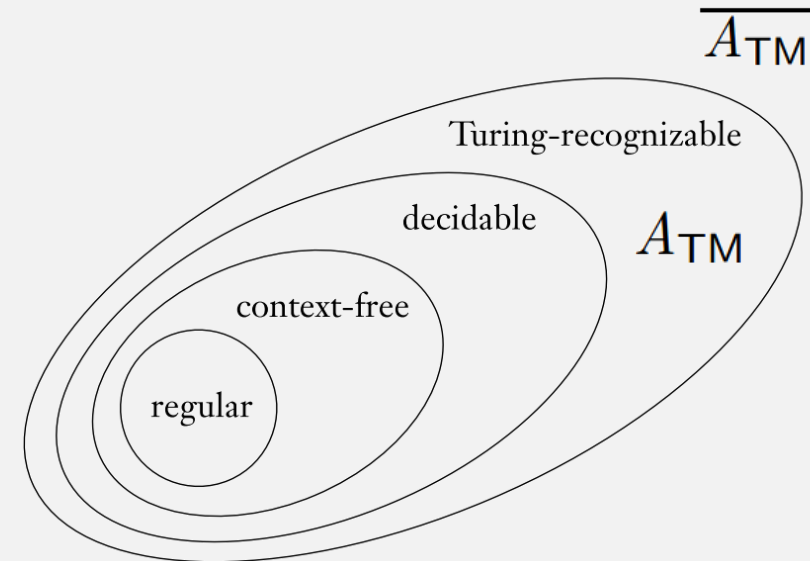 $\overline{A_{\mathsf{TM}}}$
Turing-recognizable
decidable
$A_{\mathsf{TM}}$
context-free
regular